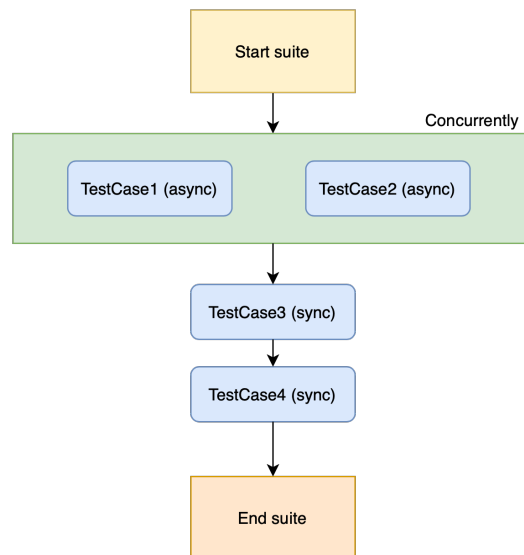 Start suite
Concurrently
TestCase1 (async)
TestCase2 (async)
TestCase3 (sync)
TestCase4 (sync)
End suite